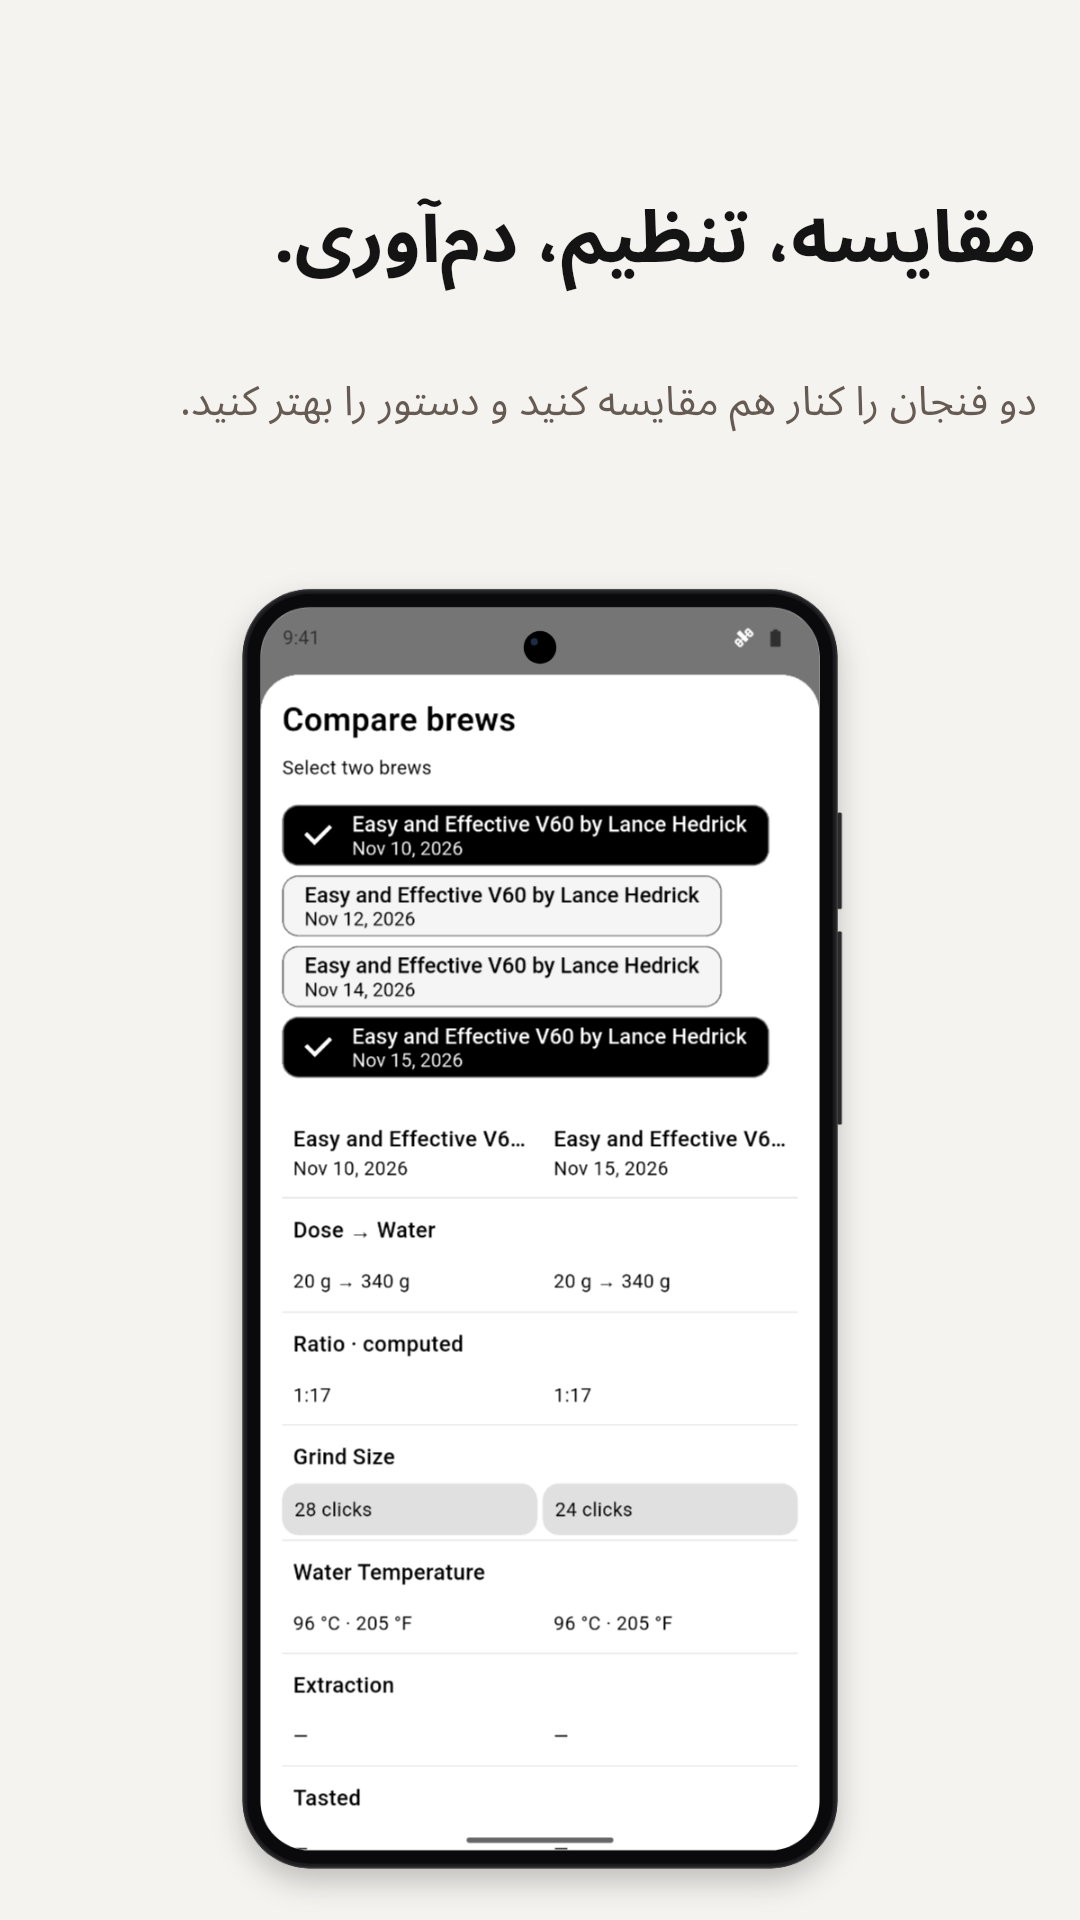 مقایسه، تنظیم، دم‌آوری.
دو فنجان را کنار هم مقایسه کنید و دستور را بهتر کنید.
9:41
Compare brews
Select two brews
Easy and Effective V60 by Lance Hedrick
Nov 10, 2026
Easy and Effective V60 by Lance Hedrick
Nov 12, 2026
Easy and Effective V60 by Lance Hedrick
Nov 14, 2026
Easy and Effective V60 by Lance Hedrick
Nov 15, 2026
Easy and Effective V6... Easy and Effective V6...
Nov 10, 2026 Nov 15, 2026
Dose → Water
20 g → 340 g 20 g → 340 g
Ratio · computed
1:17 1:17
Grind Size
28 clicks 24 clicks
Water Temperature
96 °C · 205 °F 96 °C · 205 °F
Extraction
– –
Tasted
– –